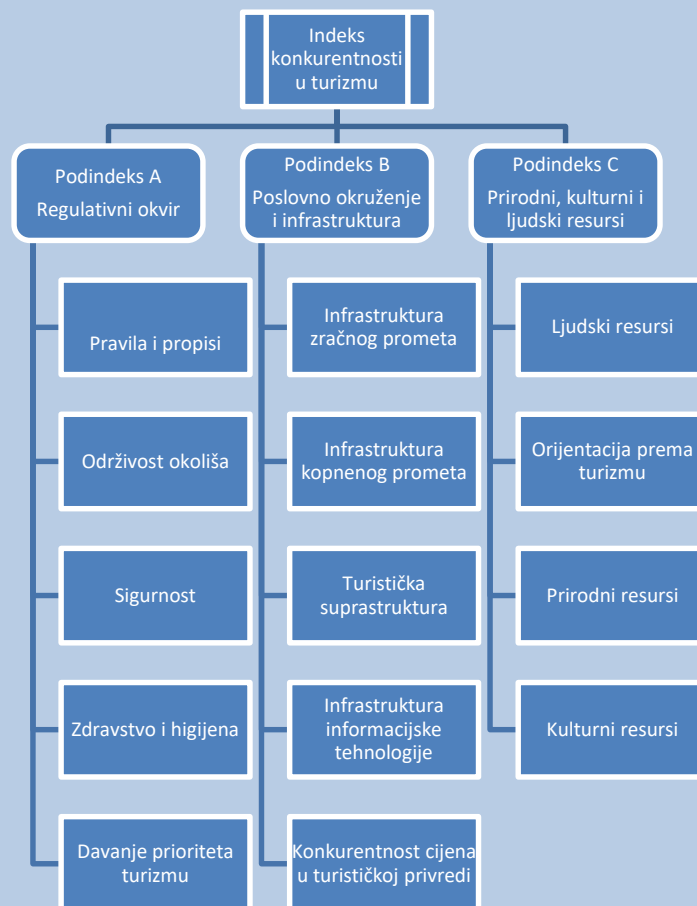 Indeks
konkurentnosti
u turizmu
Podindeks A
Regulativni okvir
Podindeks B
Poslovno okruženje
i infrastruktura
Podindeks C
Prirodni, kulturni i
ljudski resursi
Pravila i propisi
Održivost okoliša
Sigurnost
Zdravstvo i higijena
Davanje prioriteta
turizmu
Infrastruktura
zračnog prometa
Infrastruktura
kopnenog prometa
Turistička
suprastruktura
Infrastruktura
informacijske
tehnologije
Konkurentnost cijena
u turističkoj privredi
Ljudski resursi
Orijentacija prema
turizmu
Prirodni resursi
Kulturni resursi